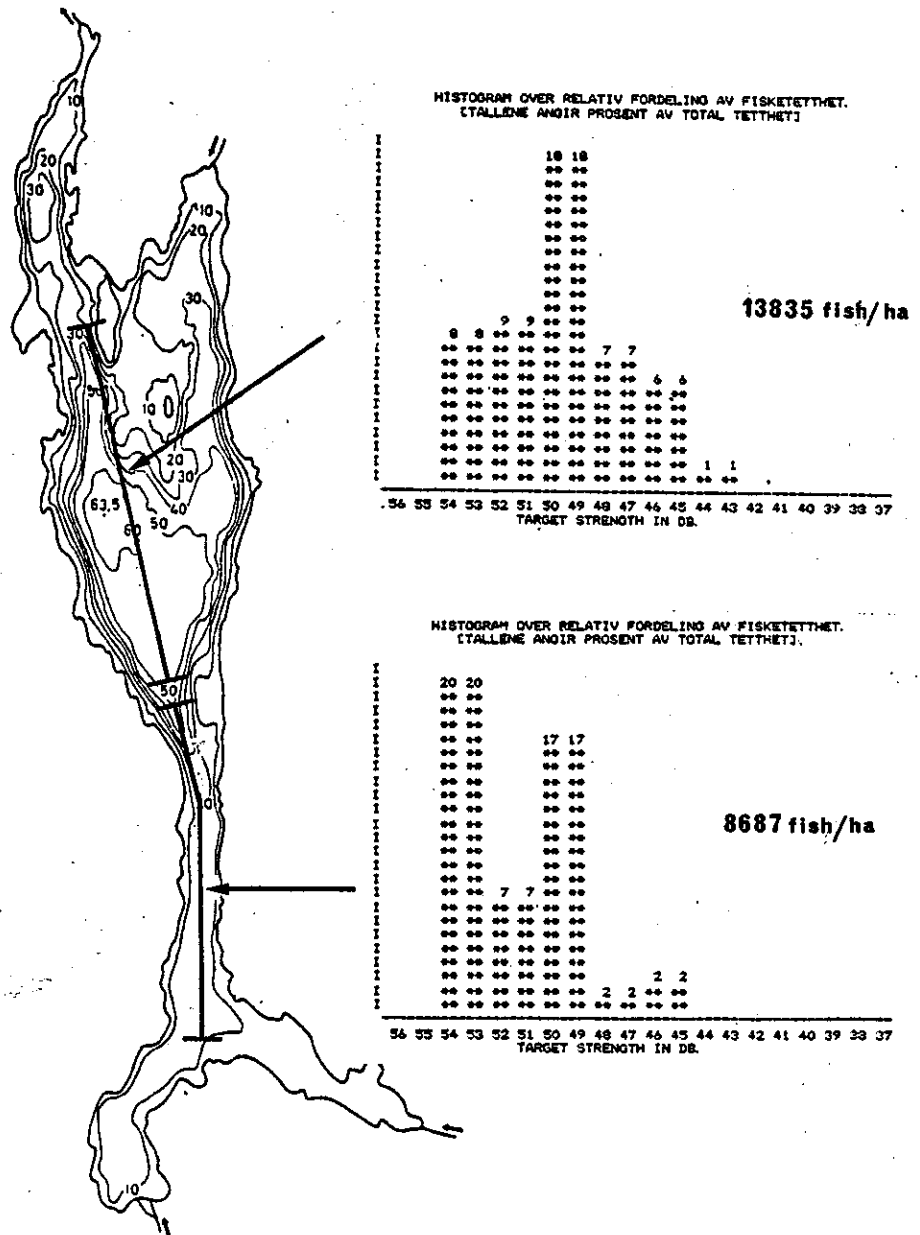 HISTOGRAM OVER RELATIV FORDELING AV FISKETETTHET.
[TALLENE ANGIR PROSENT AV TOTAL TETTHET]
18 18
9 9
8 8
7 7
6 6
1 1
13835 fish/ha
56 55 54 53 52 51 50 49 48 47 46 45 44 43 42 41 40 39 38 37
TARGET STRENGTH IN DB.
HISTOGRAM OVER RELATIV FORDELING AV FISKETETTHET.
[TALLENE ANGIR PROSENT AV TOTAL TETTHET].
20 20
17 17
7 7
2 2
2 2
8687 fish/ha
56 55 54 53 52 51 50 49 48 47 46 45 44 43 42 41 40 39 38 37
TARGET STRENGTH IN DB.
10
20
30
10
20
30
30
10
20
30
40
63,5
50
60
50
10